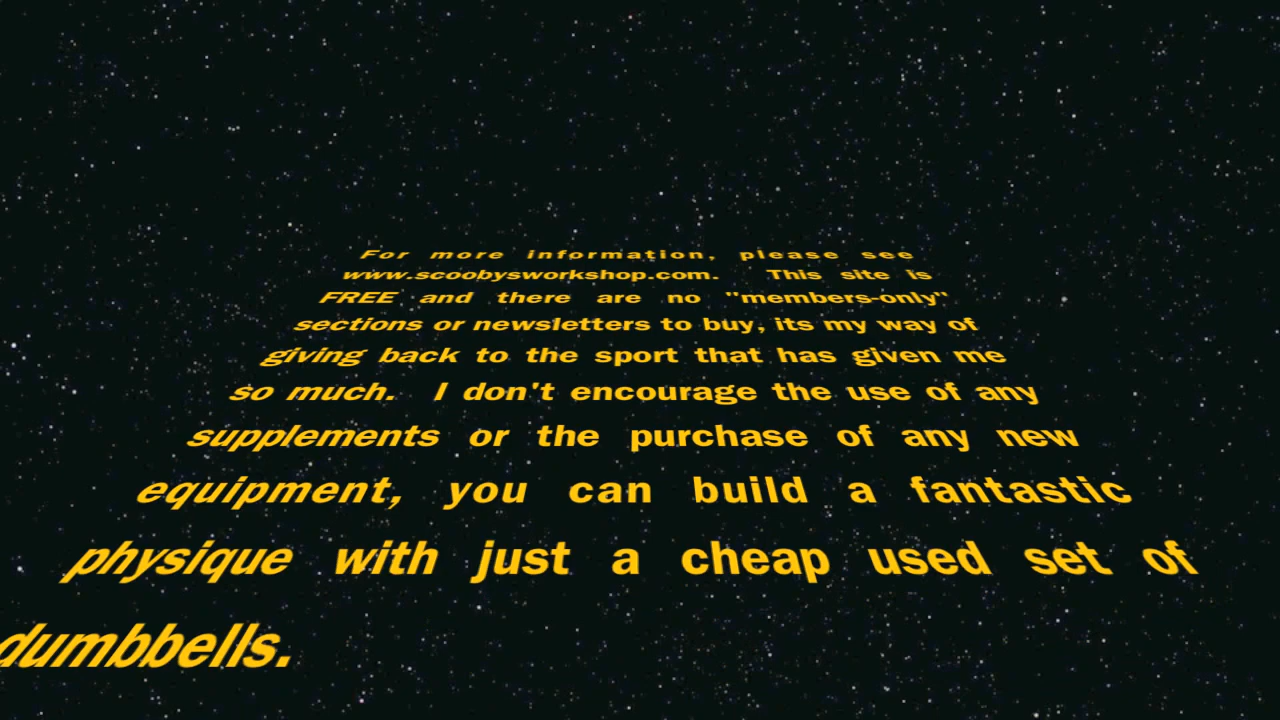 For more information, please see
www.scoobysworkshop.com. This site is
FREE and there are no "members-only"
sections or newsletters to buy, its my way of
giving back to the sport that has given me
so much. I don't encourage the use of any
supplements or the purchase of any new
equipment, you can build a fantastic
physique with just a cheap used set of
dumbbells.